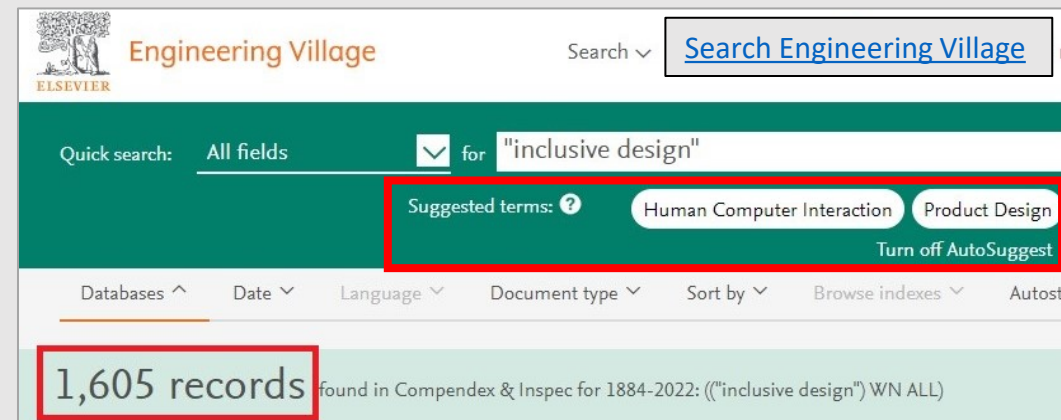 Engineering Village
ELSEVIER
Search
Search Engineering Village
Quick search: All fields for "inclusive design"
Suggested terms: ? Human Computer Interaction Product Design
Turn off AutoSuggest
Databases Date Language Document type Sort by Browse indexes Autost
1,605 records found in Compendex & Inspec for 1884-2022: (("inclusive design") WN ALL)